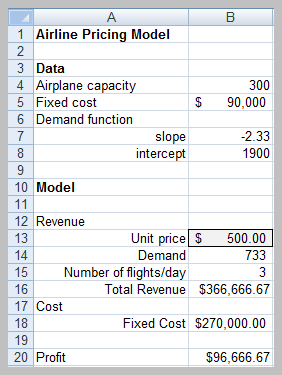 A B
1 Airline Pricing Model
2
3 Data
4 Airplane capacity 300
5 Fixed cost $ 90,000
6 Demand function
7 slope -2.33
8 intercept 1900
9
10 Model
11
12 Revenue
13 Unit price $ 500.00
14 Demand 733
15 Number of flights/day 3
16 Total Revenue $366,666.67
17 Cost
18 Fixed Cost $270,000.00
19
20 Profit $96,666.67